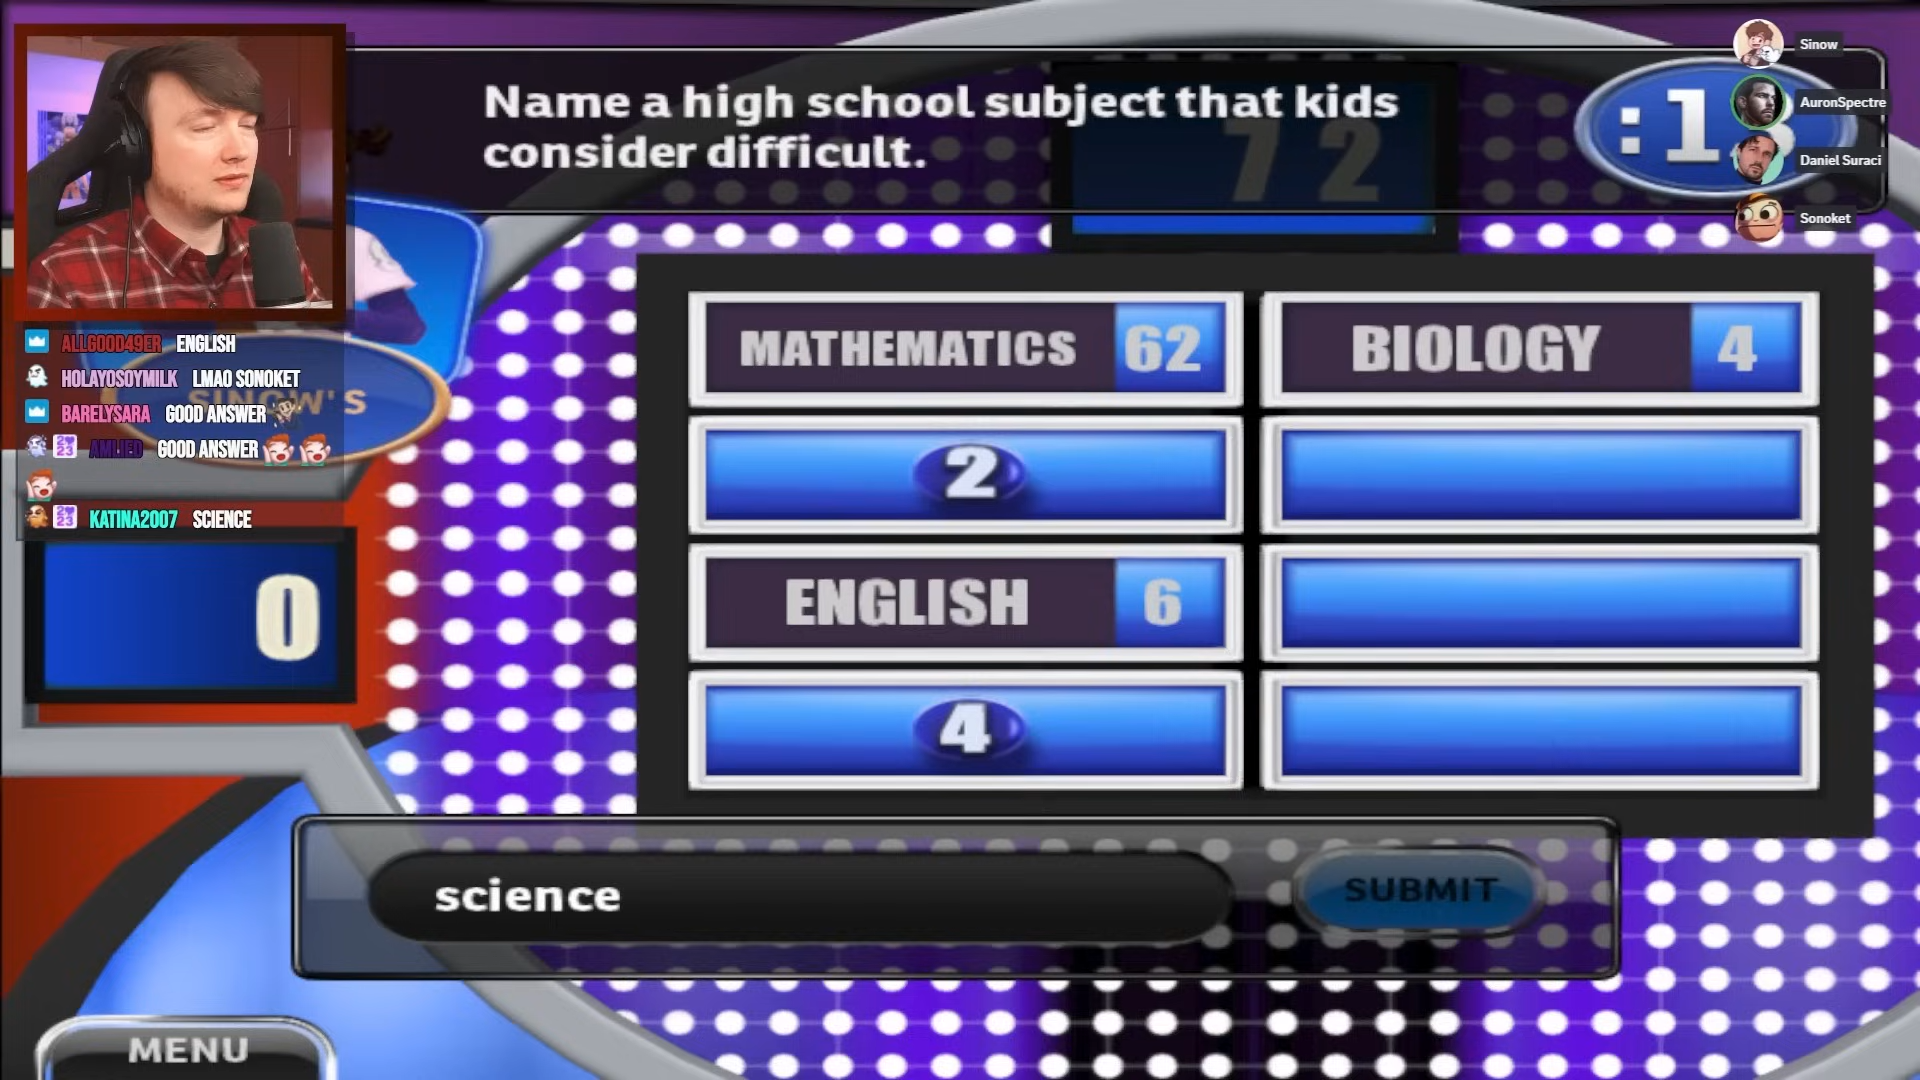 Name a high school subject that kids
consider difficult.
72
:1
Sinow
AuronSpectre
Daniel Suraci
Sonoket
ALLGOOD49ER ENGLISH
HOLAYOSOYMILK LMAO SONOKET
BARELYSARA GOOD ANSWER
AMLIED GOOD ANSWER
KATINA2007 SCIENCE
SINOW'S
0
MATHEMATICS 62
BIOLOGY 4
2
ENGLISH 6
4
science
SUBMIT
MENU